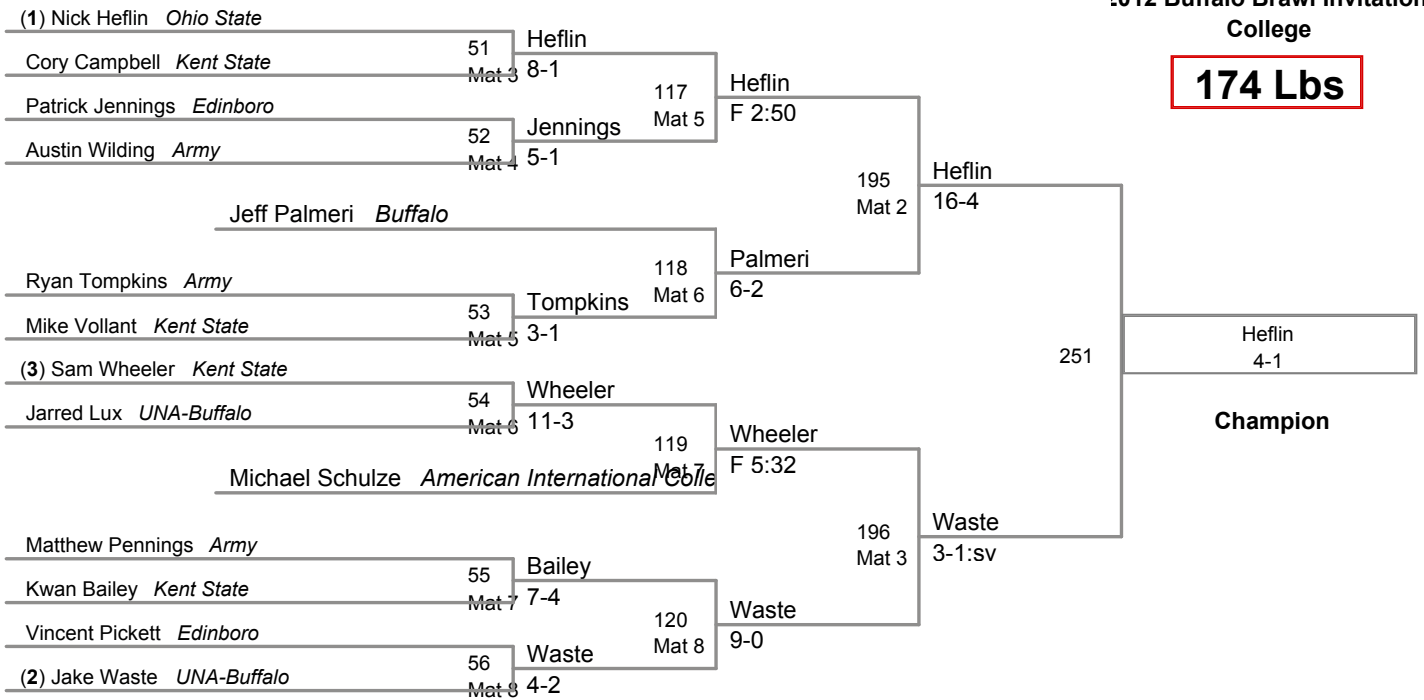 2012 Buffalo Brawl Invitation
College
174 Lbs
(1) Nick Heflin Ohio State
Cory Campbell Kent State
51
Mat 3
Heflin
8-1
Patrick Jennings Edinboro
Austin Wilding Army
52
Mat 4
Jennings
5-1
117
Mat 5
Heflin
F 2:50
Jeff Palmeri Buffalo
Ryan Tompkins Army
Mike Vollant Kent State
53
Mat 5
Tompkins
3-1
118
Mat 6
Palmeri
6-2
195
Mat 2
Heflin
16-4
(3) Sam Wheeler Kent State
Jarred Lux UNA-Buffalo
54
Mat 6
Wheeler
11-3
Michael Schulze American International Colle
119
Mat 7
Wheeler
F 5:32
Matthew Pennings Army
Kwan Bailey Kent State
55
Mat 7
Bailey
7-4
Vincent Pickett Edinboro
(2) Jake Waste UNA-Buffalo
56
Mat 8
Waste
4-2
120
Mat 8
Waste
9-0
196
Mat 3
Waste
3-1:sv
251
Heflin
4-1
Champion